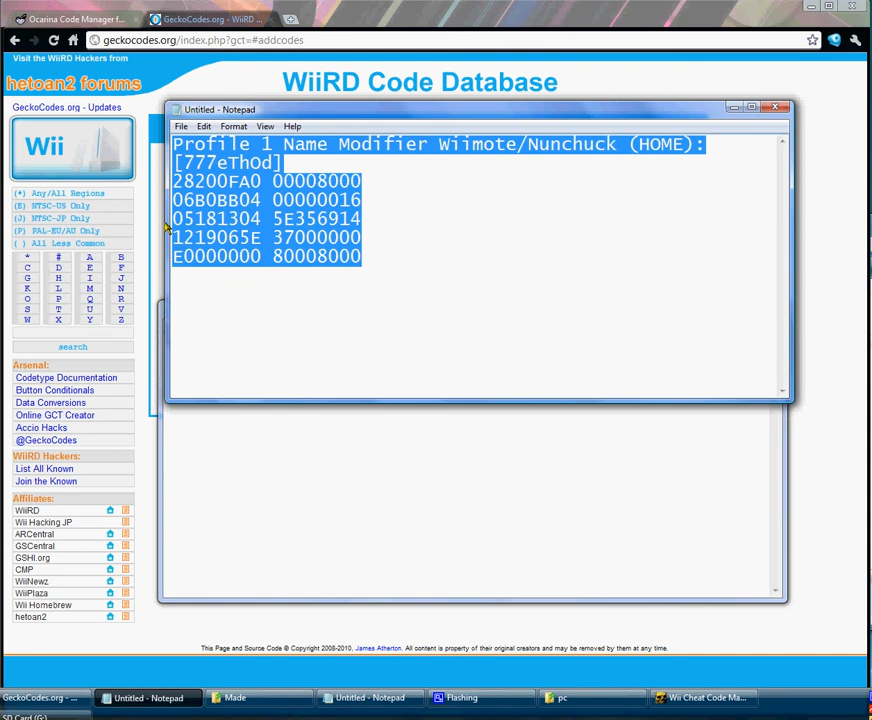 Ocarina Code Manager f...
GeckoCodes.org - WiiRD ...
geckocodes.org/index.php?gct=#addcodes
Visit the WiiRD Hackers from
hetoan2 forums
WiiRD Code Database
GeckoCodes.org - Updates
Wii
(*) Any/All Regions
(E) NTSC-US Only
(J) NTSC-JP Only
(P) PAL-EU/AU Only
( ) All Less Common
* # A B
C D E F
G H I J
K L M N
O P Q R
S T U V
W X Y Z
search
Arsenal:
Codetype Documentation
Button Conditionals
Data Conversions
Online GCT Creator
Accio Hacks
@GeckoCodes
WiiRD Hackers:
List All Known
Join the Known
Affiliates:
WiiRD
Wii Hacking JP
ARCentral
GSCentral
GSHI.org
CMP
WiiNewz
WiiPlaza
Wii Homebrew
hetoan2
Untitled - Notepad
File Edit Format View Help
Profile 1 Name Modifier Wiimote/Nunchuck (HOME):
[777eThOd]
28200FA0 00008000
06B0BB04 00000016
05181304 5E356914
1219065E 37000000
E0000000 80008000
This Page and Source Code © Copyright 2008-2010, James Atherton. All content is property of their original creators and may be removed by them at any time.
GeckoCodes.org - ...
Untitled - Notepad
Made
Untitled - Notepad
Flashing
pc
Wii Cheat Code Ma...
SD Card (G:)